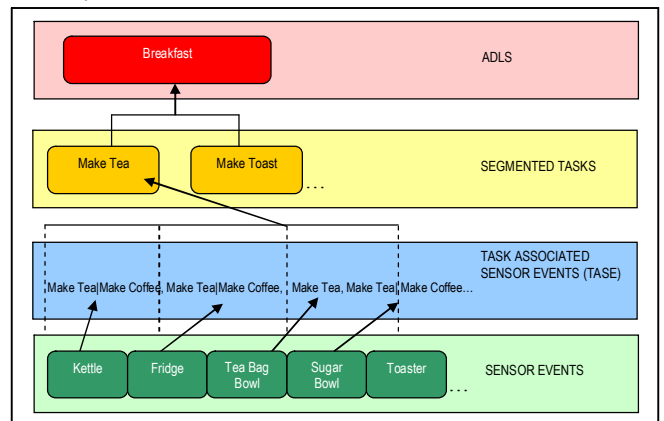 Breakfast
ADLS
Make Tea
Make Toast
...
SEGMENTED TASKS
TASK ASSOCIATED
SENSOR EVENTS (TASE)
Make Tea|Make Coffee, Make Tea|Make Coffee, , Make Tea, Make Tea| Make Coffee...
Kettle
Fridge
Tea Bag
Bowl
Sugar
Bowl
Toaster
...
SENSOR EVENTS